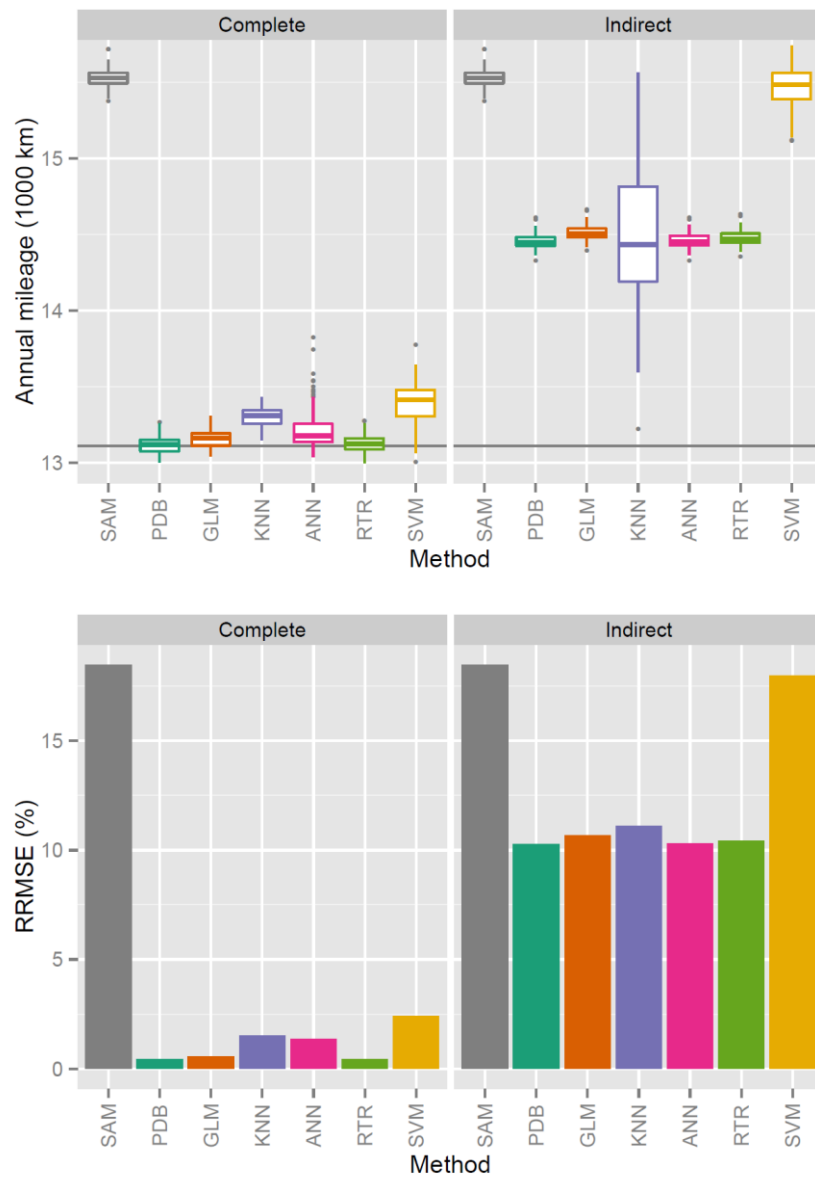 Complete Indirect
Annual mileage (1000 km)
15
14
13
SAM PDB GLM KNN ANN RTR SVM SAM PDB GLM KNN ANN RTR SVM
Method
Complete Indirect
RRMSE (%)
15
10
5
0
SAM PDB GLM KNN ANN RTR SVM SAM PDB GLM KNN ANN RTR SVM
Method